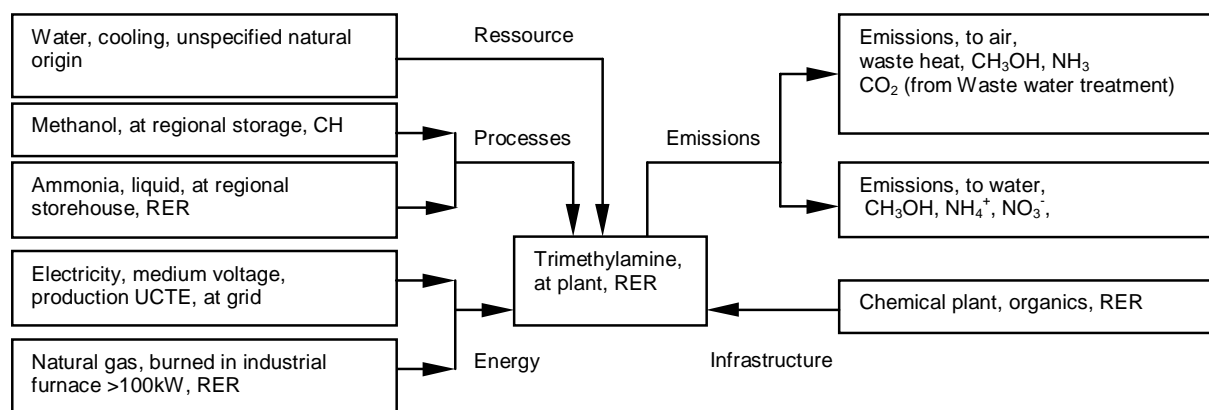 Water, cooling, unspecified natural
origin
Ressource
Emissions, to air,
waste heat, CH₃OH, NH₃
CO₂ (from Waste water treatment)
Methanol, at regional storage, CH
Processes
Emissions
Ammonia, liquid, at regional
storehouse, RER
Emissions, to water,
CH₃OH, NH₄⁺, NO₃⁻,
Trimethylamine,
at plant, RER
Electricity, medium voltage,
production UCTE, at grid
Chemical plant, organics, RER
Natural gas, burned in industrial
furnace >100kW, RER
Energy
Infrastructure